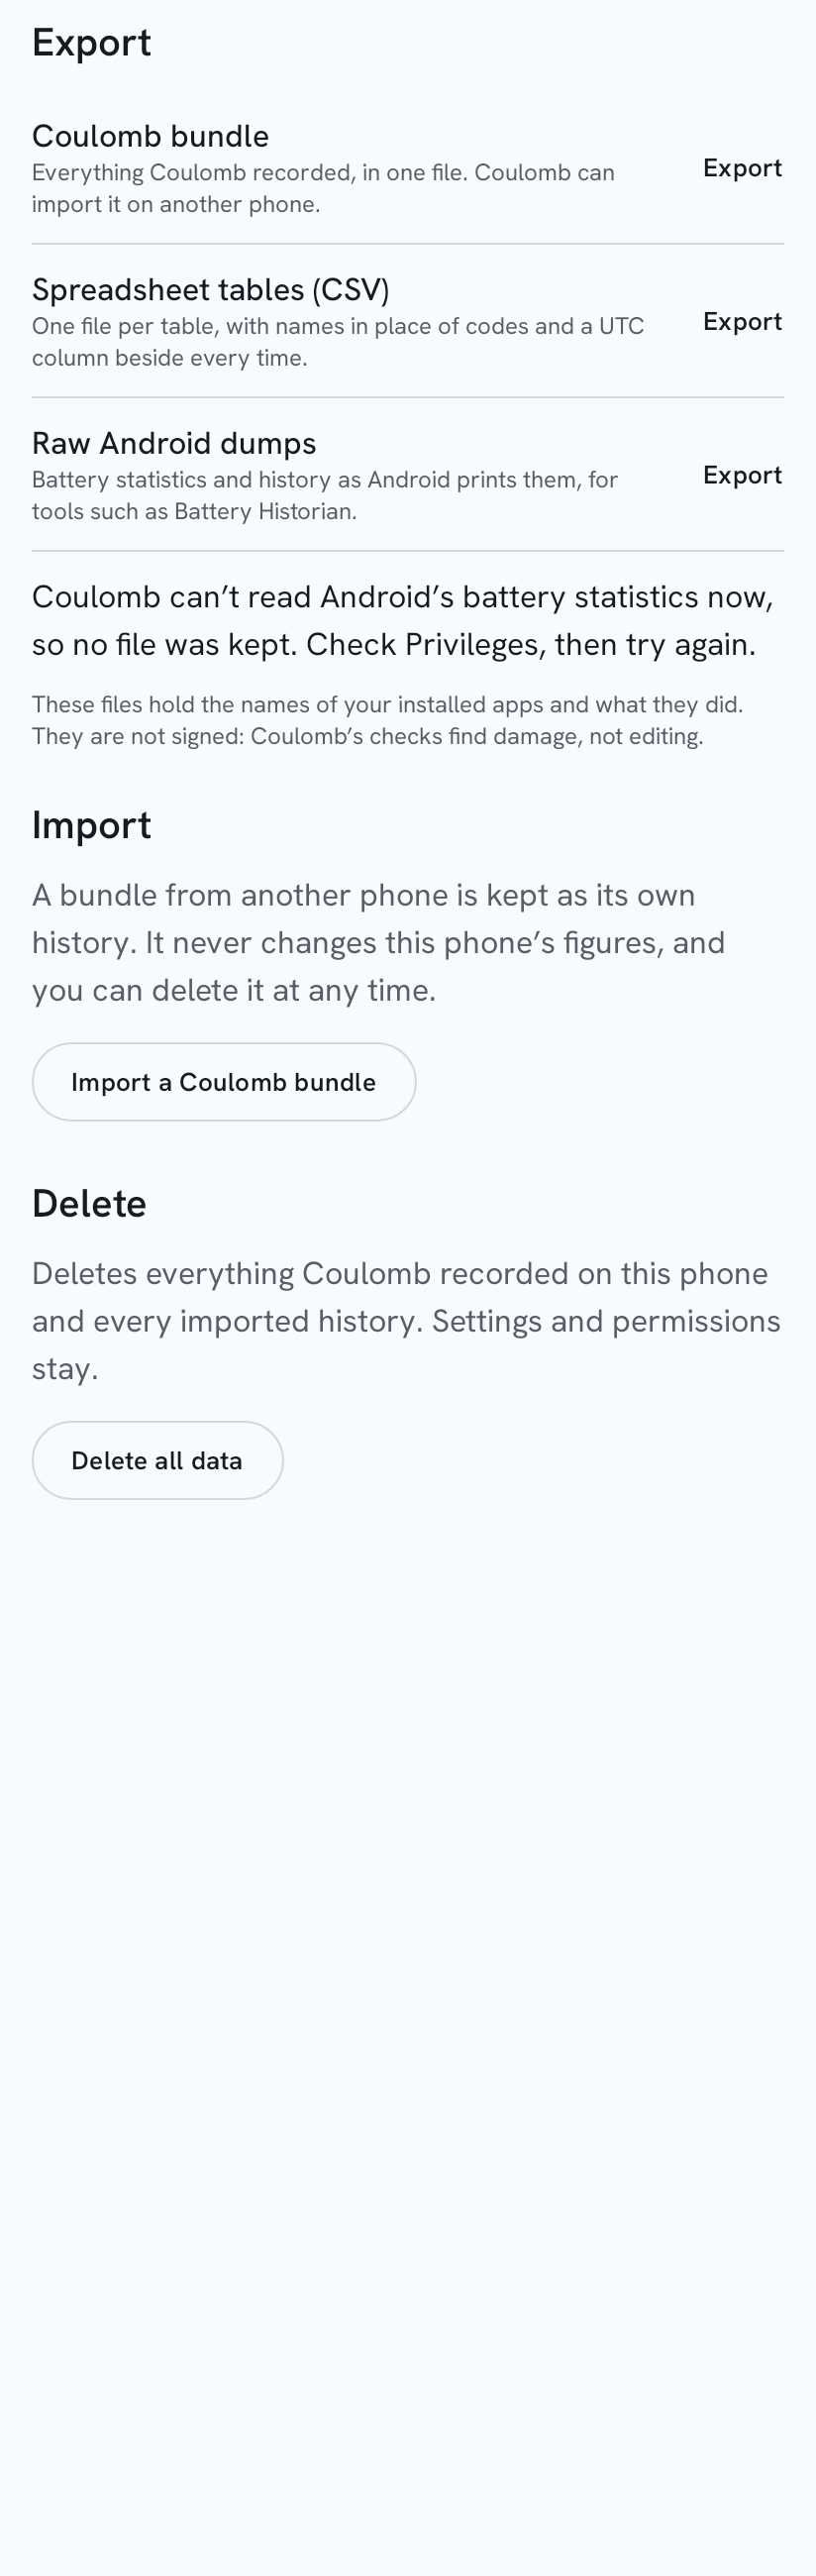 Export
Coulomb bundle
Everything Coulomb recorded, in one file. Coulomb can
import it on another phone.
Export
Spreadsheet tables (CSV)
One file per table, with names in place of codes and a UTC
column beside every time.
Export
Raw Android dumps
Battery statistics and history as Android prints them, for
tools such as Battery Historian.
Export
Coulomb can’t read Android’s battery statistics now,
so no file was kept. Check Privileges, then try again.
These files hold the names of your installed apps and what they did.
They are not signed: Coulomb’s checks find damage, not editing.
Import
A bundle from another phone is kept as its own
history. It never changes this phone’s figures, and
you can delete it at any time.
Import a Coulomb bundle
Delete
Deletes everything Coulomb recorded on this phone
and every imported history. Settings and permissions
stay.
Delete all data